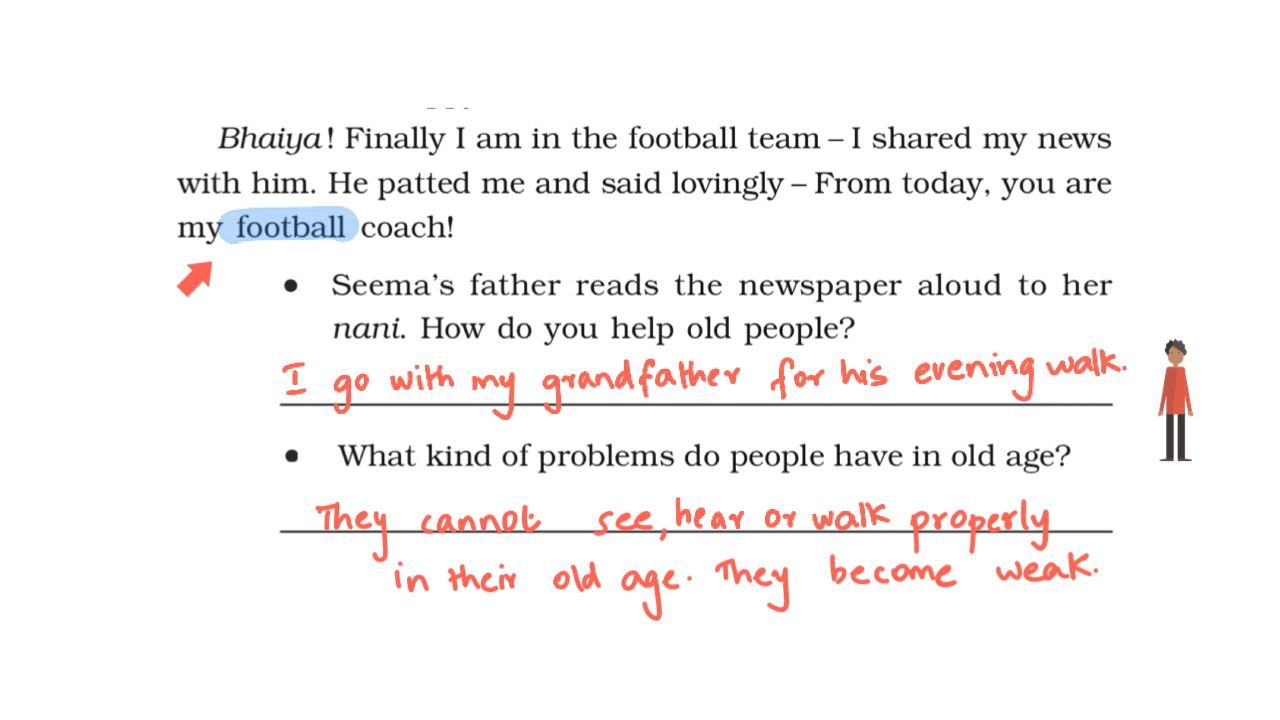 Bhaiya! Finally I am in the football team – I shared my news
with him. He patted me and said lovingly – From today, you are
my football coach!
• Seema's father reads the newspaper aloud to her
nani. How do you help old people?
I go with my grandfather for his evening walk.
• What kind of problems do people have in old age?
They cannot see, hear or walk properly
in their old age. They become weak.